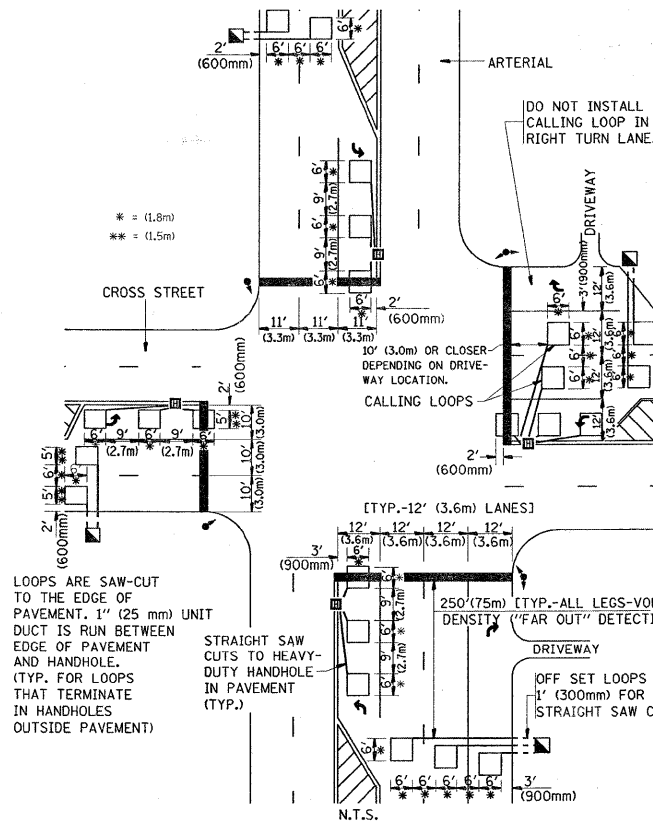 6'
2'
(600mm)
6' 6' 6'
* * *
ARTERIAL
DO NOT INSTALL
CALLING LOOP IN
RIGHT TURN LANE
DRIVEWAY
* = (1.8m)
** = (1.5m)
6'
9'
(2.7m)
6'
9'
(2.7m)
6'
CROSS STREET
6'
2'
(600mm)
11' 11' 11'
(3.3m) (3.3m) (3.3m)
3'(900mm)
6'
12'
(3.6m)
12'
(3.6m)
12'
(3.6m)
12'
(3.6m)
6'
6'
6'
6'
6'
6'
10' (3.0m) OR CLOSER
DEPENDING ON DRIVE-
WAY LOCATION.
CALLING LOOPS
2'
(600mm)
2'
(600mm)
5'
**
10'
(3.0m)
10'
(3.0m)
10'
(3.0m)
6' 9' 6' 9' 6'
(2.7m) (2.7m)
5'
6'
5'
6'
2'
(600mm)
[TYP.-12' (3.6m) LANES]
12' 12' 12' 12'
(3.6m) (3.6m) (3.6m) (3.6m)
3'
(900mm)
6'
6'
9'
(2.7m)
6'
9'
(2.7m)
6'
LOOPS ARE SAW-CUT
TO THE EDGE OF
PAVEMENT. 1" (25 mm) UNIT
DUCT IS RUN BETWEEN
EDGE OF PAVEMENT
AND HANDHOLE.
(TYP. FOR LOOPS
THAT TERMINATE
IN HANDHOLES
OUTSIDE PAVEMENT)
STRAIGHT SAW
CUTS TO HEAVY-
DUTY HANDHOLE
IN PAVEMENT
(TYP.)
250'(75m) [TYP.-ALL LEGS-VO
DENSITY ("FAR OUT" DETECTI
DRIVEWAY
OFF SET LOOPS
1' (300mm) FOR
STRAIGHT SAW C
6'
6' 6' 6' 6' 6'
* * * * *
3'
(900mm)
N.T.S.